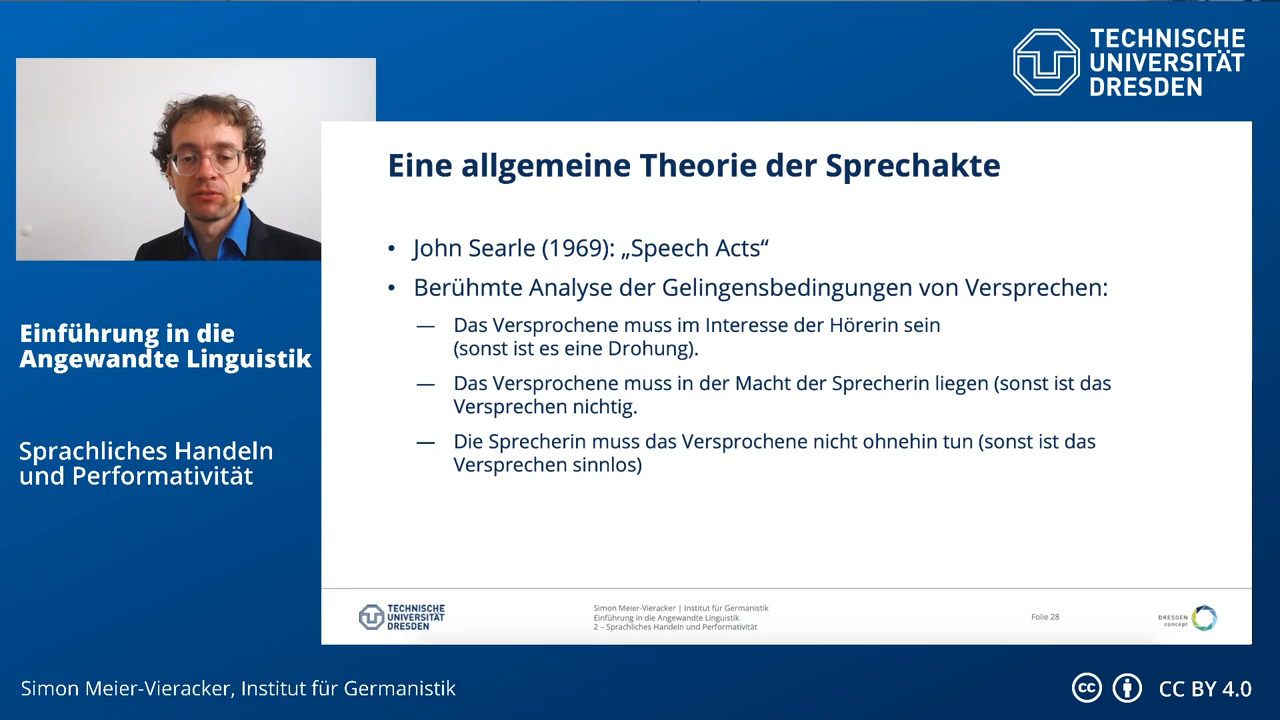 TECHNISCHE
UNIVERSITÄT
DRESDEN
Eine allgemeine Theorie der Sprechakte
• John Searle (1969): „Speech Acts“
• Berühmte Analyse der Gelingensbedingungen von Versprechen:
— Das Versprochene muss im Interesse der Hörerin sein
(sonst ist es eine Drohung).
— Das Versprochene muss in der Macht der Sprecherin liegen (sonst ist das
Versprechen nichtig.
— Die Sprecherin muss das Versprochene nicht ohnehin tun (sonst ist das
Versprechen sinnlos)
Einführung in die
Angewandte Linguistik
Sprachliches Handeln
und Performativität
TECHNISCHE
UNIVERSITÄT
DRESDEN
Simon Meier-Vieracker | Institut für Germanistik
Einführung in die Angewandte Linguistik
2 – Sprachliches Handeln und Performativität
Folie 28
DRESDEN
concept
Simon Meier-Vieracker, Institut für Germanistik
cc
CC BY 4.0